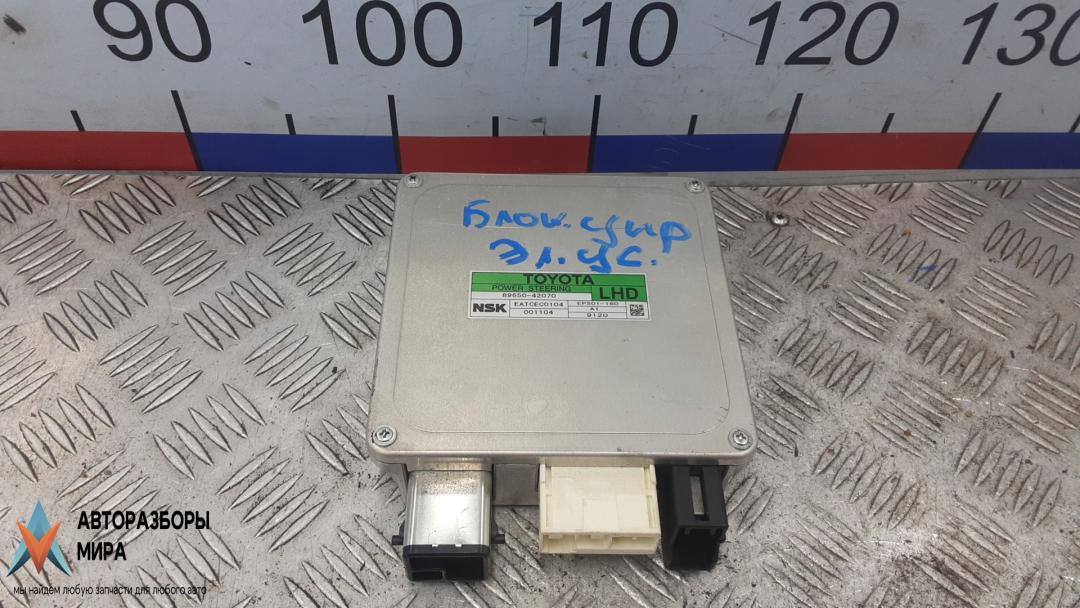 90 100 110 120 130
Блок.упр
Эл.Ус.
TOYOTA
POWER STEERING
89650-42070
LHD
NSK
EATCEC0104
EPS01-160
001104
A1
9120
АВТОРАЗБОРЫ
МИРА
мы найдем любую запчасти для любого авто